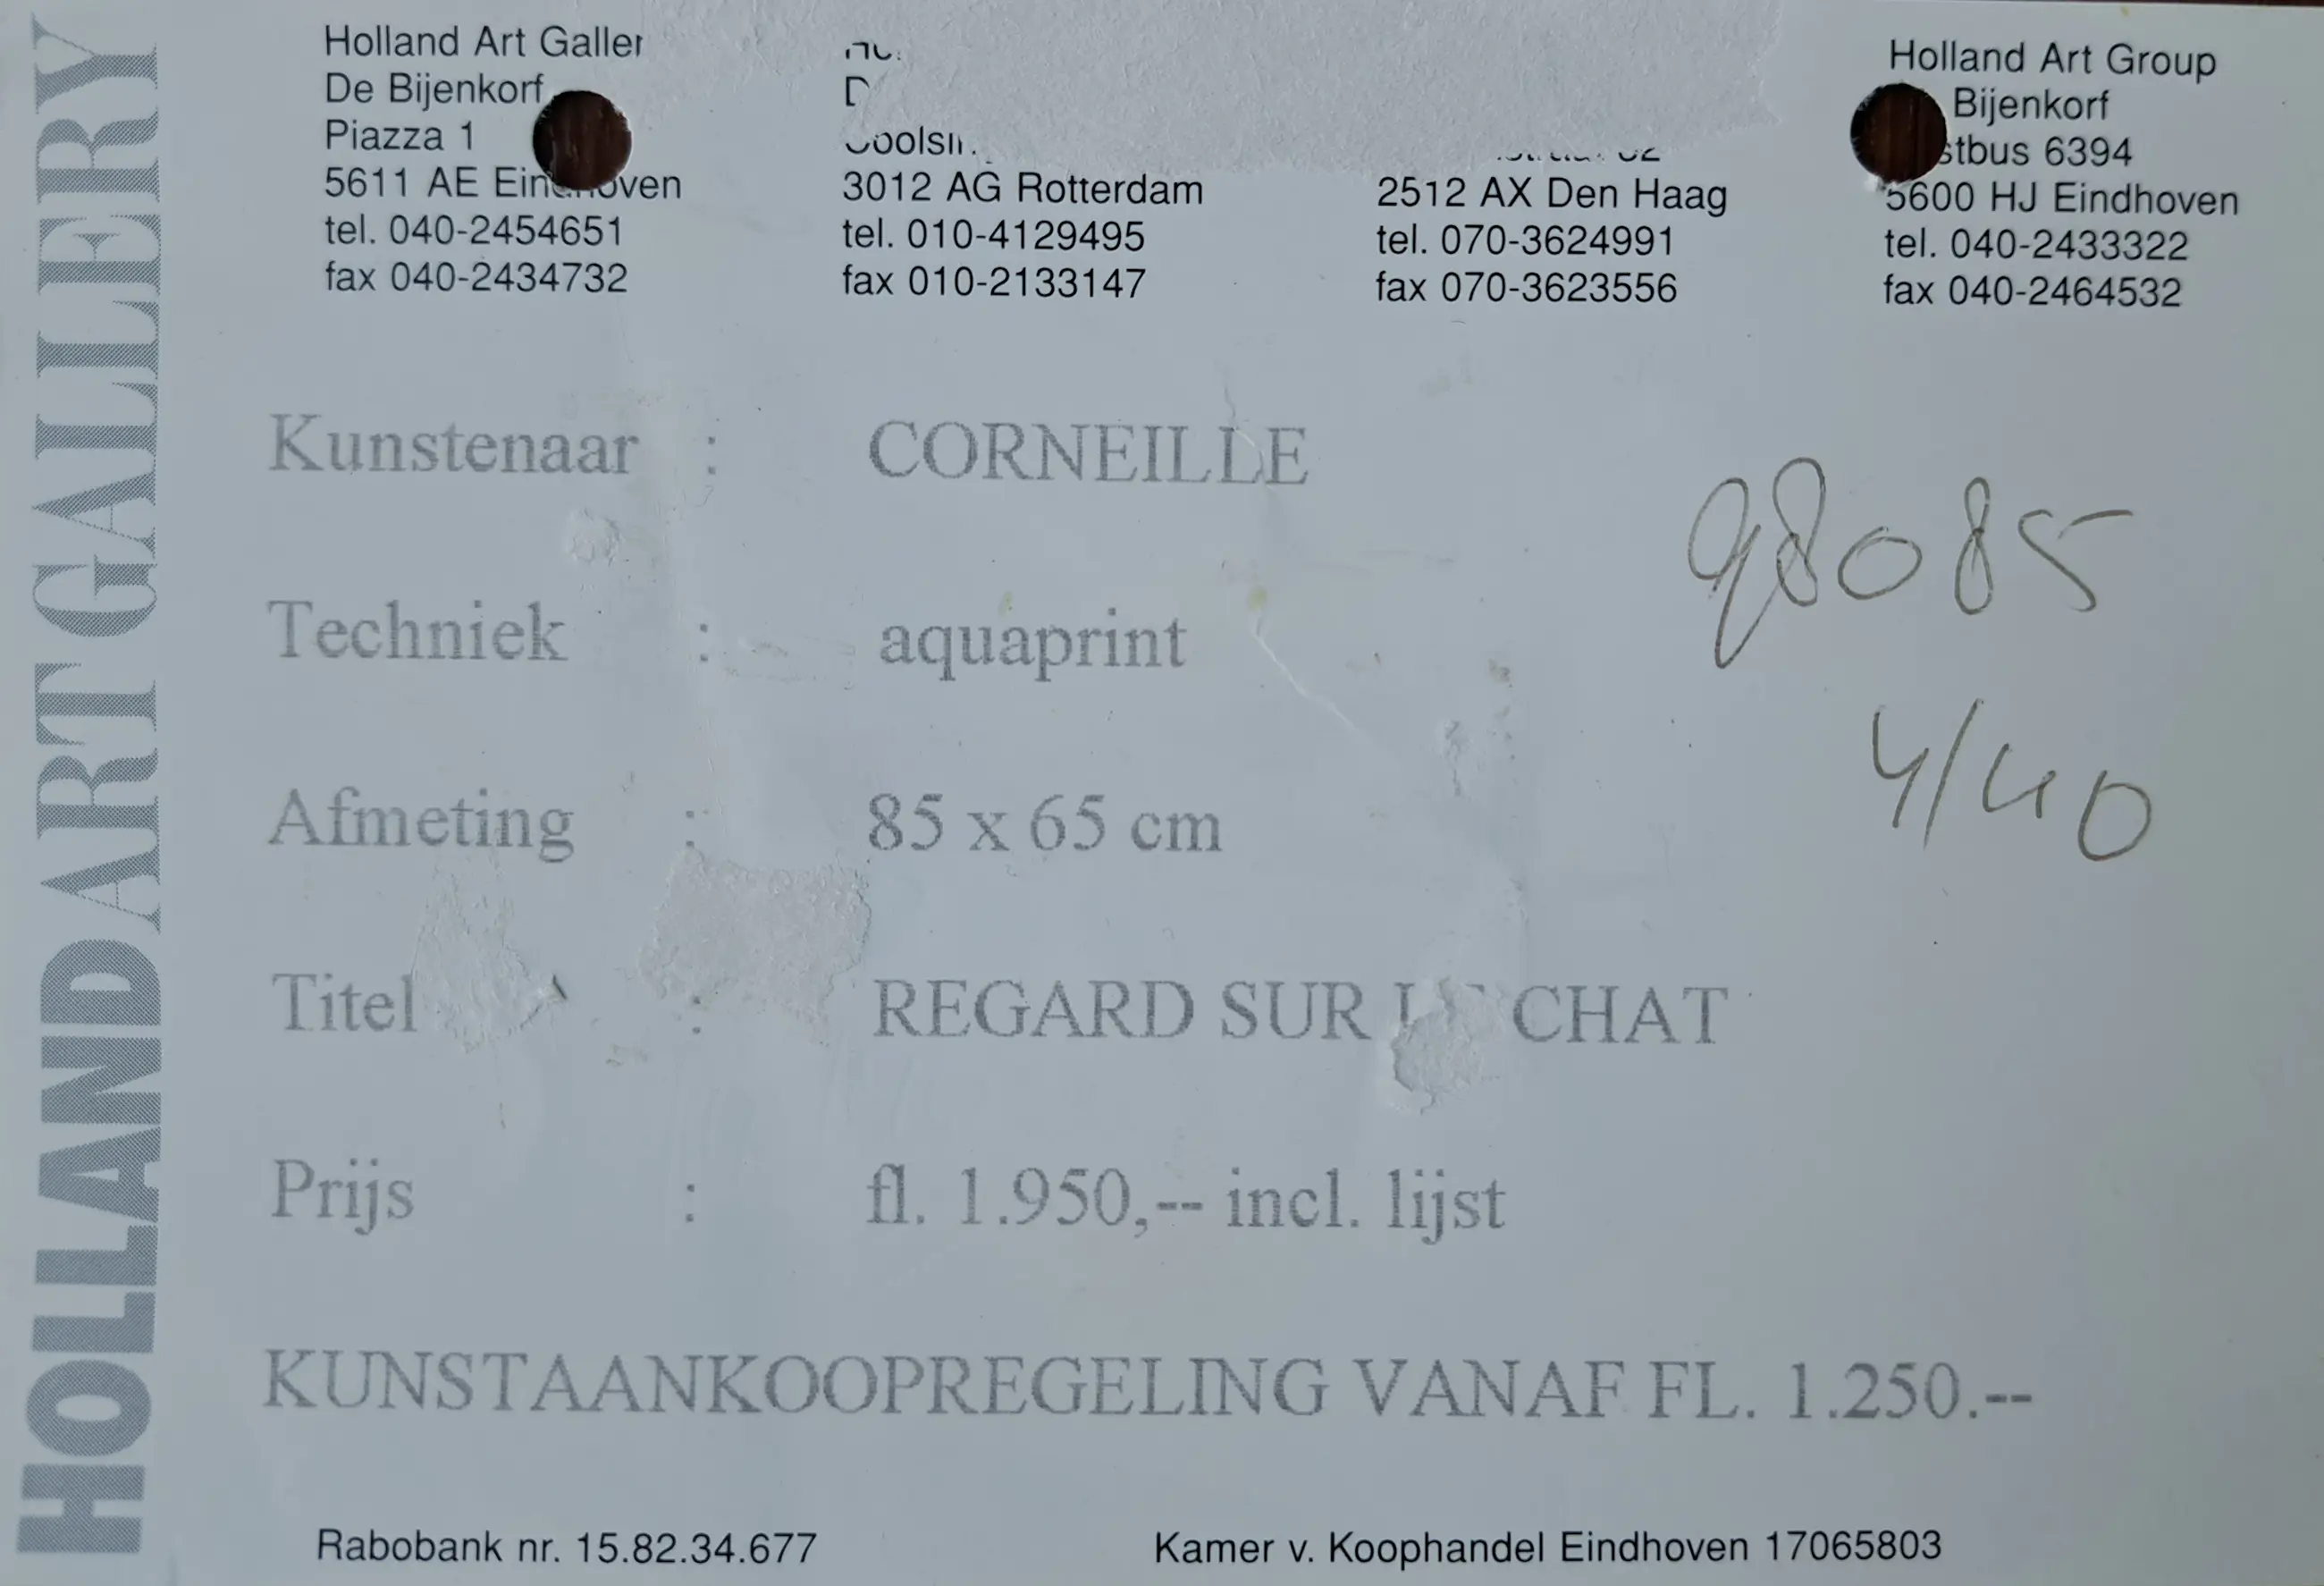 HOLLAND ART GALLERY
Holland Art Galler
De Bijenkorf
Piazza 1
5611 AE
tel. 040-2454651
fax 040-2434732
3012 AG Rotterdam
tel. 010-4129495
fax 010-2133147
2512 AX Den Haag
tel. 070-3624991
fax 070-3623556
Holland Art Group
Bijenkorf
6394
5600 HJ Eindhoven
tel. 040-2433322
fax 040-2464532
Kunstenaar : CORNEILLE
Techniek : aquaprint
Afmeting : 85 x 65 cm
Titel : REGARD SUR CHAT
Prijs : fl. 1.950,-- incl. lijst
KUNSTAANKOOPREGELING VANAF FL. 1.250.--
98085
4/40
Rabobank nr. 15.82.34.677
Kamer v. Koophandel Eindhoven 17065803